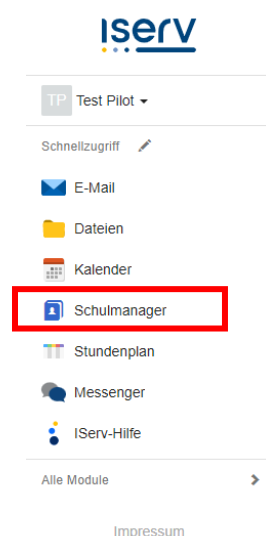 IServ
TP Test Pilot
Schnellzugriff
E-Mail
Dateien
Kalender
Schulmanager
Stundenplan
Messenger
IServ-Hilfe
Alle Module
Impressum